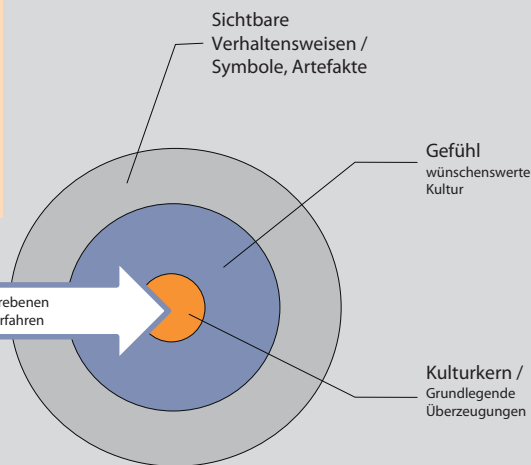 Sichtbare
Verhaltensweisen /
Symbole, Artefakte
Gefühl
wünschenswerte
Kultur
Kulturkern /
Grundlegende
Überzeugungen